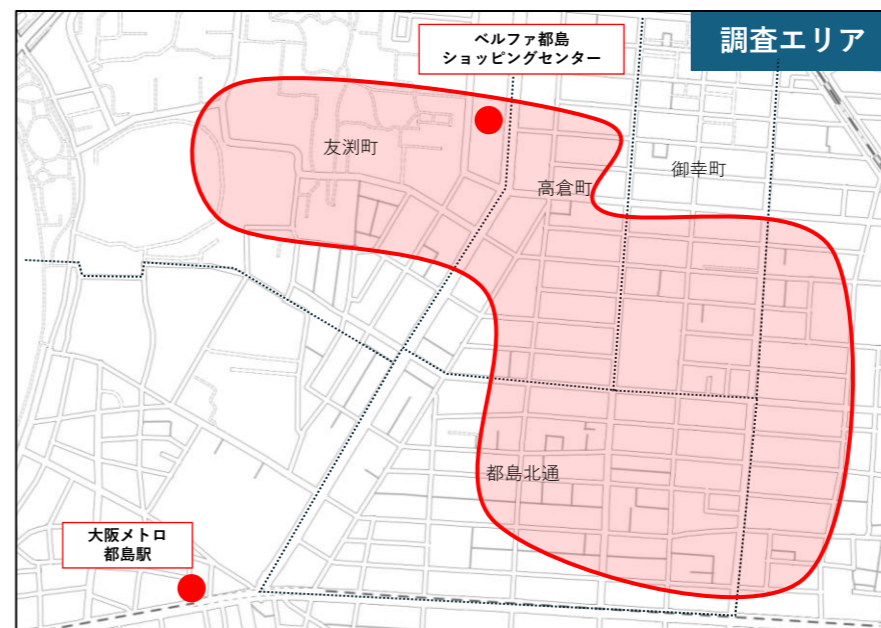 調査エリア
ベルファ都島
ショッピングセンター
友渕町
高倉町
御幸町
都島北通
大阪メトロ
都島駅